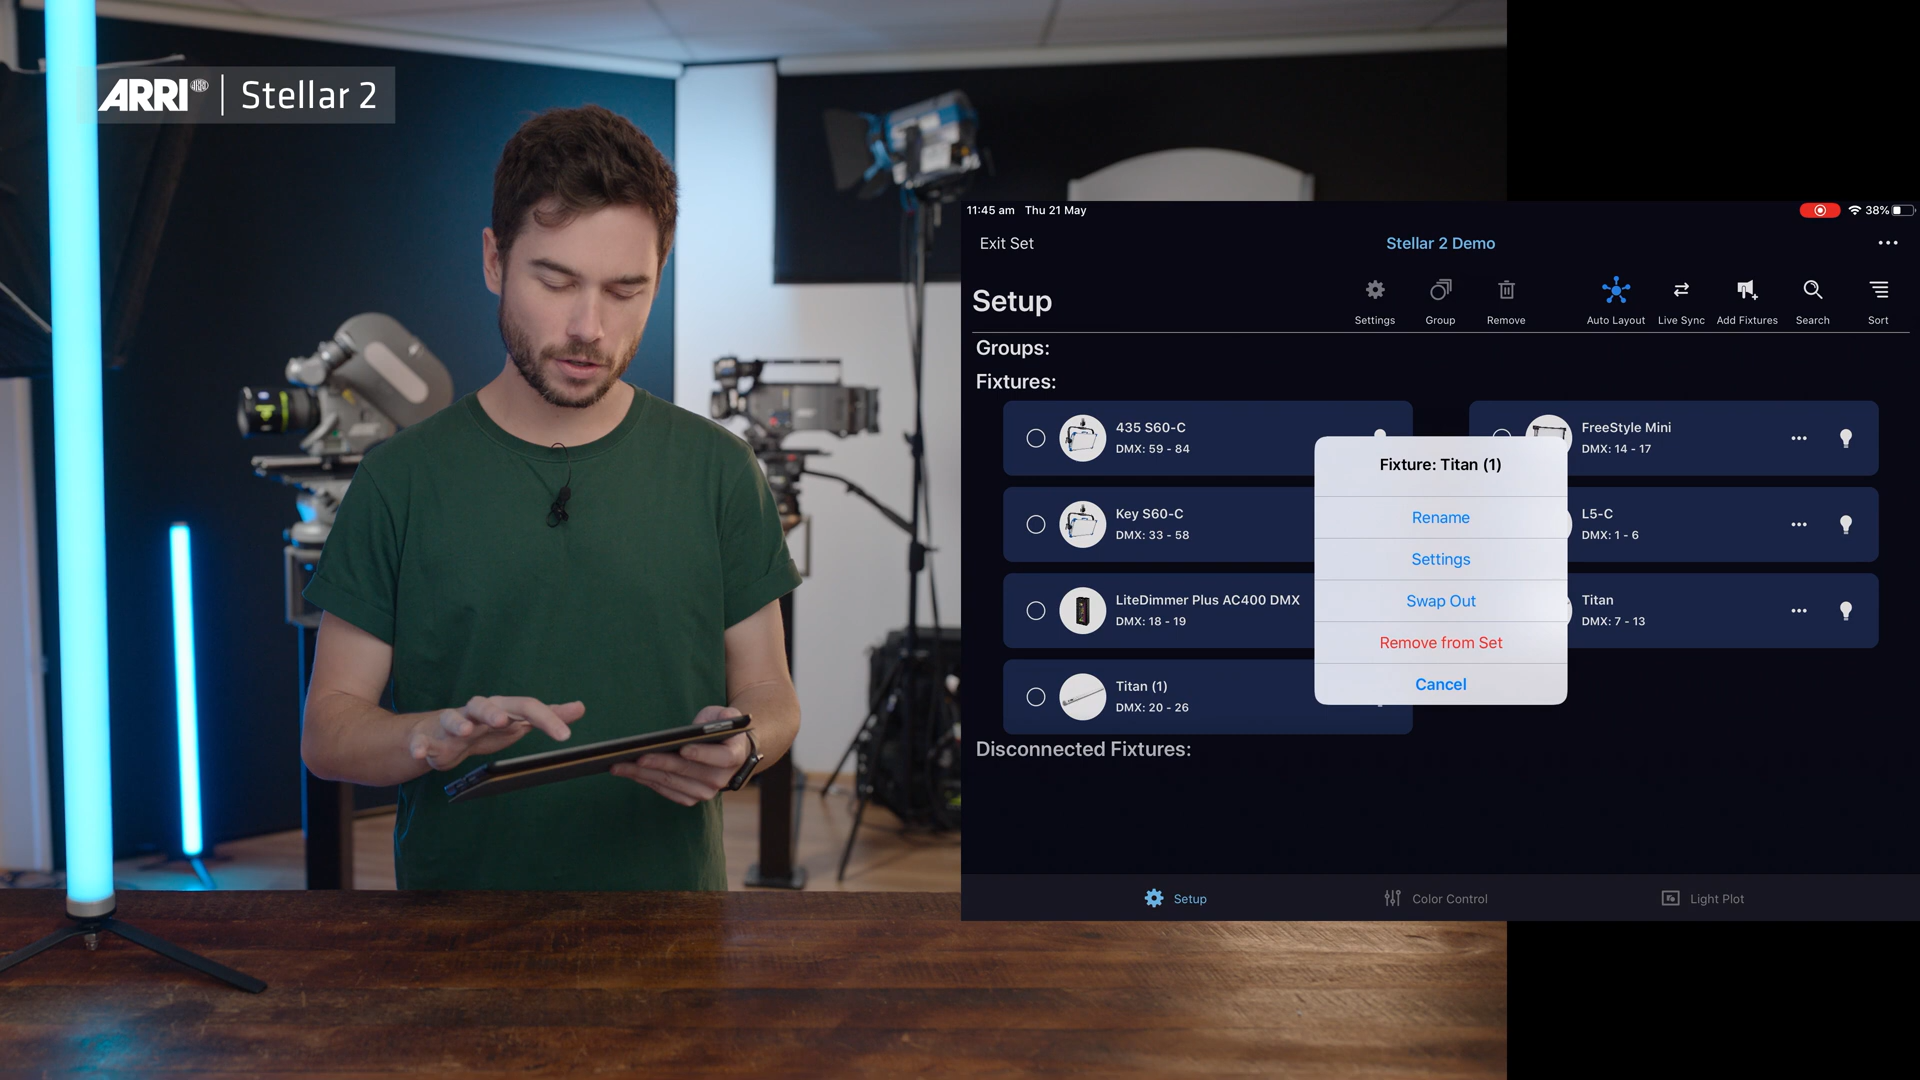 ARRI | Stellar 2
11:45 am Thu 21 May
38%
Exit Set
Stellar 2 Demo
Setup
Settings
Group
Remove
Auto Layout
Live Sync
Add Fixtures
Search
Sort
Groups:
Fixtures:
435 S60-C
DMX: 59 - 84
FreeStyle Mini
DMX: 14 - 17
Key S60-C
DMX: 33 - 58
L5-C
DMX: 1 - 6
LiteDimmer Plus AC400 DMX
DMX: 18 - 19
Titan
DMX: 7 - 13
Titan (1)
DMX: 20 - 26
Fixture: Titan (1)
Rename
Settings
Swap Out
Remove from Set
Cancel
Disconnected Fixtures:
Setup
Color Control
Light Plot